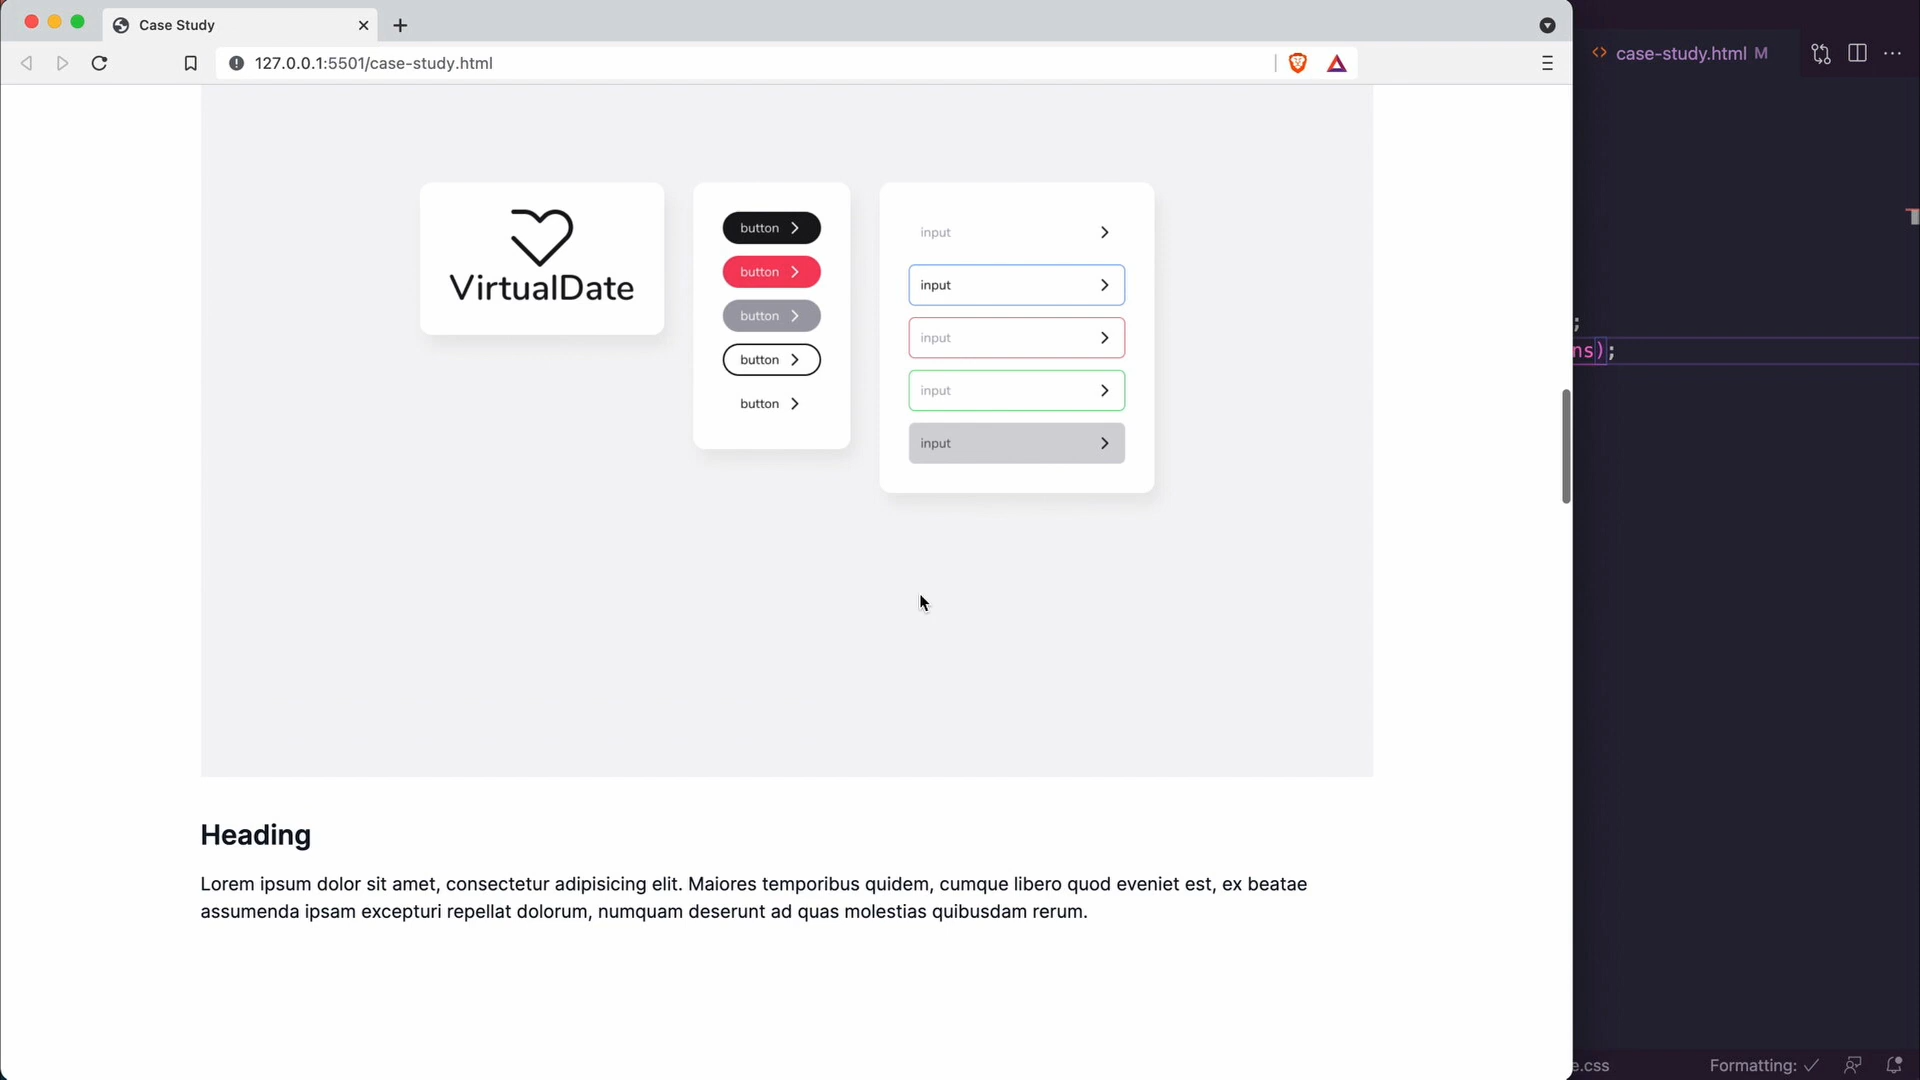 Case Study
127.0.0.1:5501/case-study.html
case-study.html M
VirtualDate
button
button
button
button
button
input
input
input
input
input
;
ns);
Heading
Lorem ipsum dolor sit amet, consectetur adipisicing elit. Maiores temporibus quidem, cumque libero quod eveniet est, ex beatae
assumenda ipsam excepturi repellat dolorum, numquam deserunt ad quas molestias quibusdam rerum.
e.css
Formatting: ✓